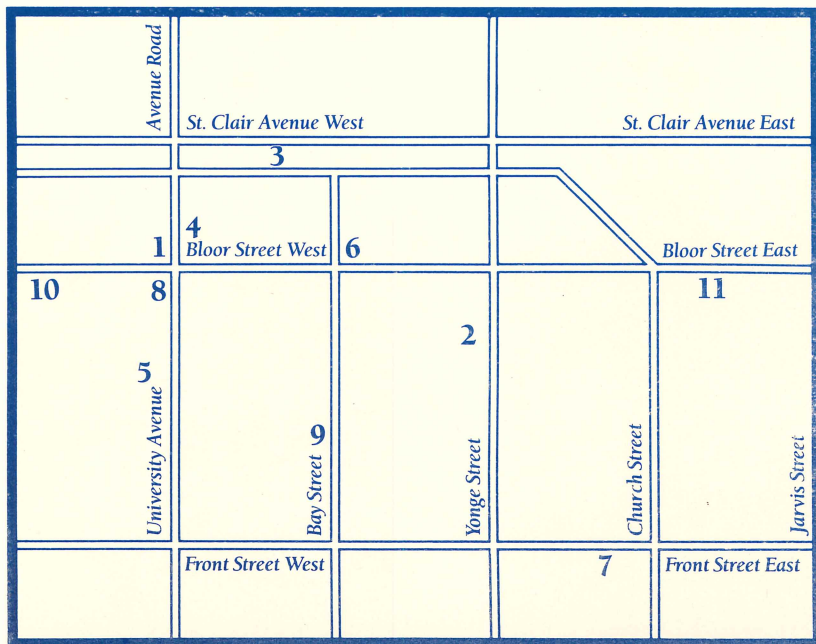 Avenue Road
St. Clair Avenue West
St. Clair Avenue East
3
4
1
Bloor Street West
6
Bloor Street East
10
8
11
2
5
University Avenue
9
Bay Street
Yonge Street
Church Street
Jarvis Street
Front Street West
7
Front Street East